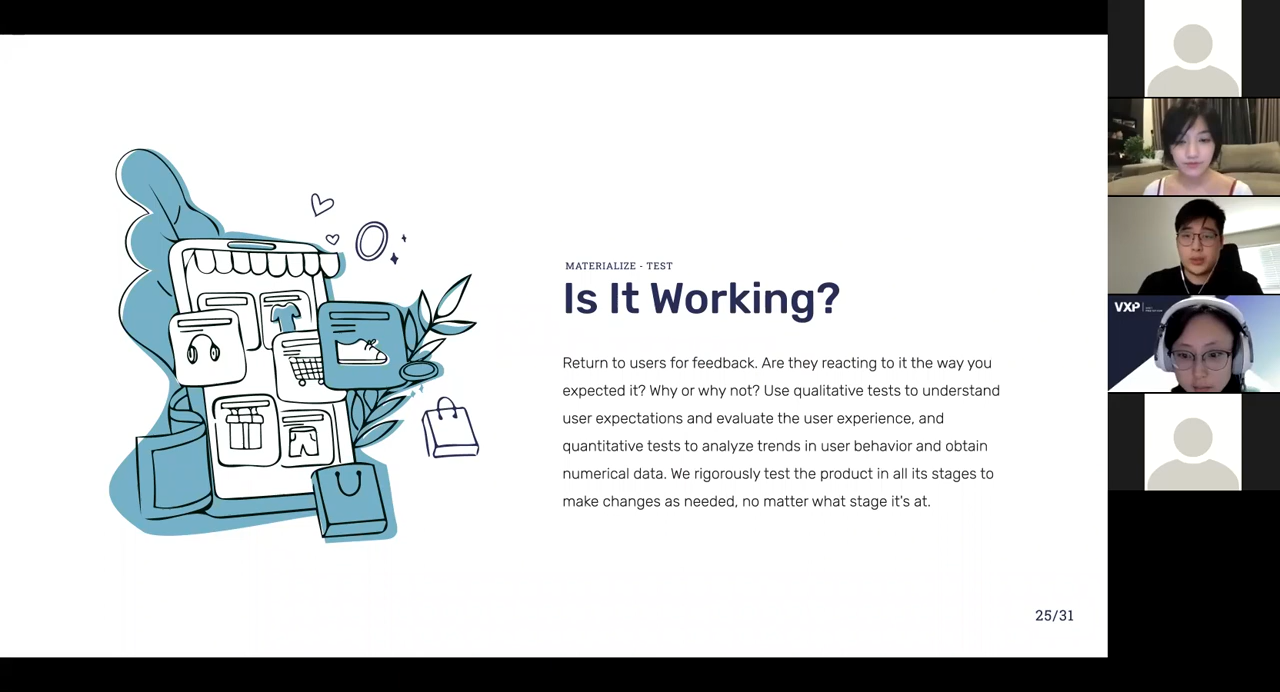 MATERIALIZE - TEST
Is It Working?
Return to users for feedback. Are they reacting to it the way you
expected it? Why or why not? Use qualitative tests to understand
user expectations and evaluate the user experience, and
quantitative tests to analyze trends in user behavior and obtain
numerical data. We rigorously test the product in all its stages to
make changes as needed, no matter what stage it's at.
25/31
VXP